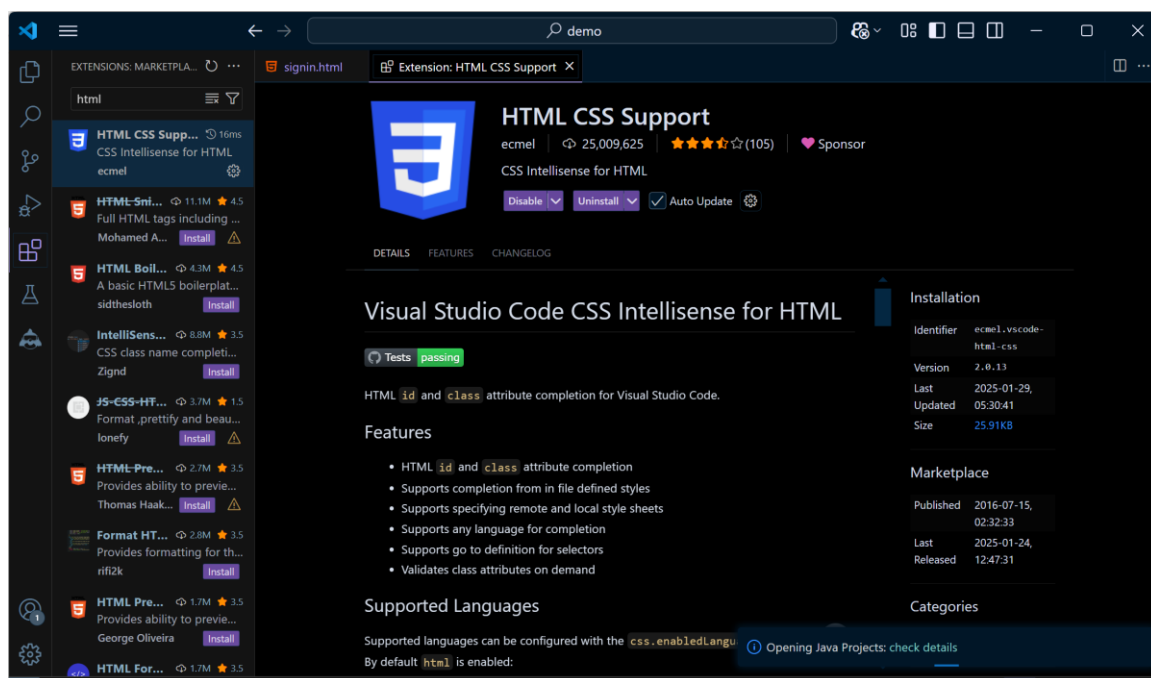 demo
EXTENSIONS: MARKETPLA...
html
HTML CSS Supp... 16ms
CSS Intellisense for HTML
ecmel
HTML Sni... 11.1M 4.5
Full HTML tags including ...
Mohamed A... Install
HTML Boil... 4.3M 4.5
A basic HTML5 boilerplat...
sidthesloth Install
IntelliSens... 8.8M 3.5
CSS class name completi...
Zignd Install
JS-CSS-HT... 3.7M 1.5
Format ,prettify and beau...
lonefy Install
HTML Pre... 2.7M 3.5
Provides ability to previe...
Thomas Haak... Install
Format HT... 2.8M 3.5
Provides formatting for th...
rifi2k Install
HTML Pre... 1.7M 3.5
Provides ability to previe...
George Oliveira Install
HTML For... 1.7M 3.5
1
signin.html
Extension: HTML CSS Support
HTML CSS Support
ecmel 25,009,625 (105) Sponsor
CSS Intellisense for HTML
Disable Uninstall Auto Update
DETAILS FEATURES CHANGELOG
Visual Studio Code CSS Intellisense for HTML
Tests passing
HTML id and class attribute completion for Visual Studio Code.
Features
• HTML id and class attribute completion
• Supports completion from in file defined styles
• Supports specifying remote and local style sheets
• Supports any language for completion
• Supports go to definition for selectors
• Validates class attributes on demand
Supported Languages
Supported languages can be configured with the css.enabledLangu
By default html is enabled:
Installation
Identifier ecmel.vscode-
html-css
Version 2.0.13
Last 2025-01-29,
Updated 05:30:41
Size 25.91KB
Marketplace
Published 2016-07-15,
02:32:33
Last 2025-01-24,
Released 12:47:31
Categories
Opening Java Projects: check details